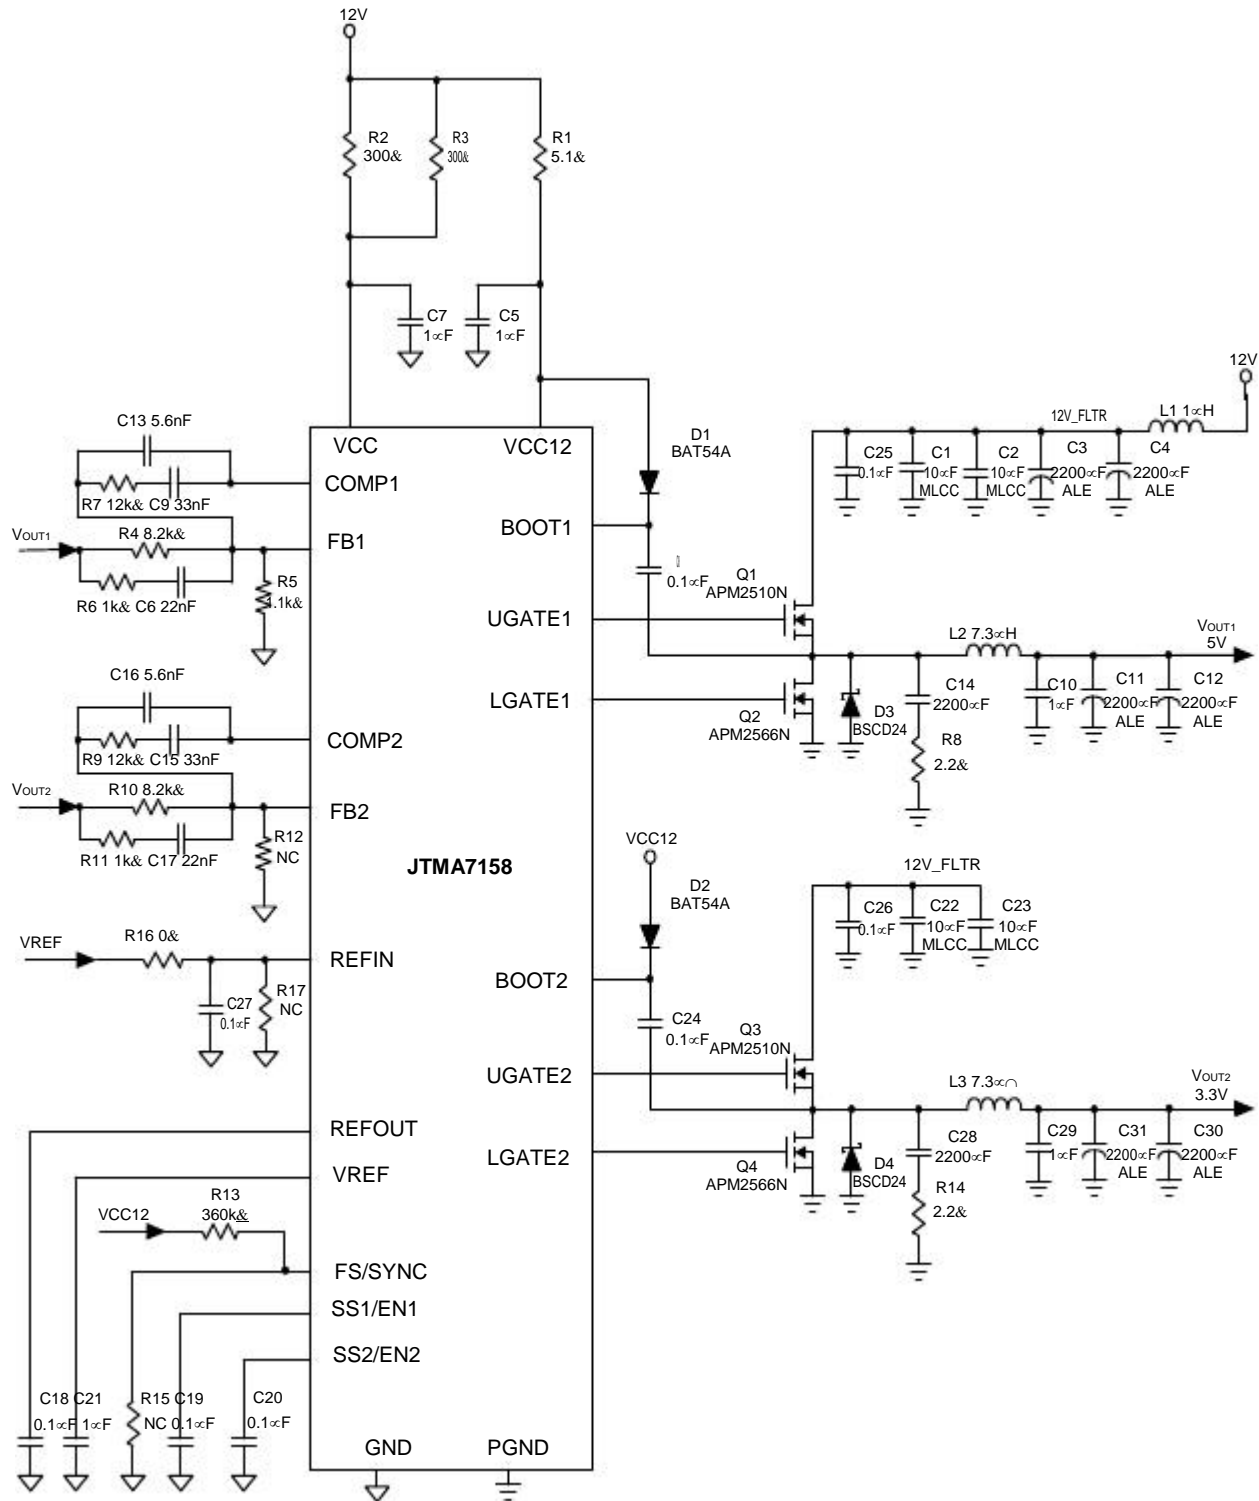 12V
R2
300&
R3
300&
R1
5.1&
C7
1∝F
C5
1∝F
12V
L1 1∝H
12V_FLTR
C13 5.6nF
R7 12k& C9 33nF
VOUT1
R4 8.2k&
R6 1k& C6 22nF
R5
1.1k&
VCC
VCC12
COMP1
FB1
BOOT1
UGATE1
LGATE1
D1
BAT54A
0.1∝F
Q1
APM2510N
C25
0.1∝F
C1
10∝F
MLCC
C2
10∝F
MLCC
C3
2200∝F
ALE
C4
2200∝F
ALE
L2 7.3∝H
VOUT1
5V
Q2
APM2566N
D3
BSCD24
C14
2200∝F
R8
2.2&
C10
1∝F
C11
2200∝F
ALE
C12
2200∝F
ALE
C16 5.6nF
R9 12k& C15 33nF
VOUT2
R10 8.2k&
R11 1k& C17 22nF
R12
NC
COMP2
FB2
JTMA7158
VCC12
D2
BAT54A
12V_FLTR
C26
0.1∝F
C22
10∝F
MLCC
C23
10∝F
MLCC
VREF
R16 0&
C27
0.1∝F
R17
NC
REFIN
BOOT2
C24
0.1∝F
Q3
APM2510N
UGATE2
L3 7.3∝∩
VOUT2
3.3V
REFOUT
LGATE2
Q4
APM2566N
D4
BSCD24
C28
2200∝F
R14
2.2&
C29
1∝F
C31
2200∝F
ALE
C30
2200∝F
ALE
VREF
R13
360k&
VCC12
FS/SYNC
SS1/EN1
SS2/EN2
C18 C21
0.1∝F 1∝F
R15 C19
NC 0.1∝F
C20
0.1∝F
GND
PGND